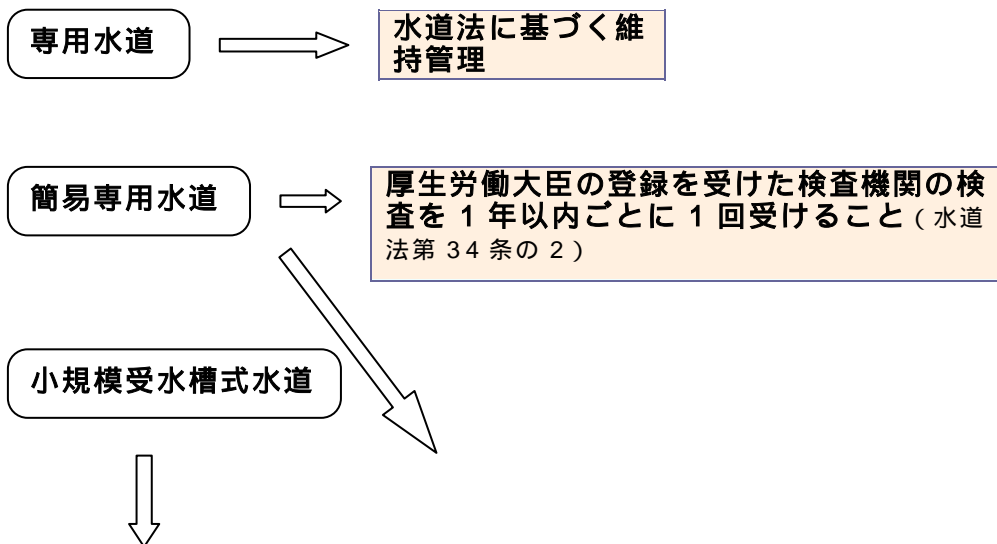 専用水道
水道法に基づく維
持管理
簡易専用水道
厚生労働大臣の登録を受けた検査機関の検
査を 1 年以内ごとに 1 回受けること（水道
法第 34 条の 2）
小規模受水槽式水道